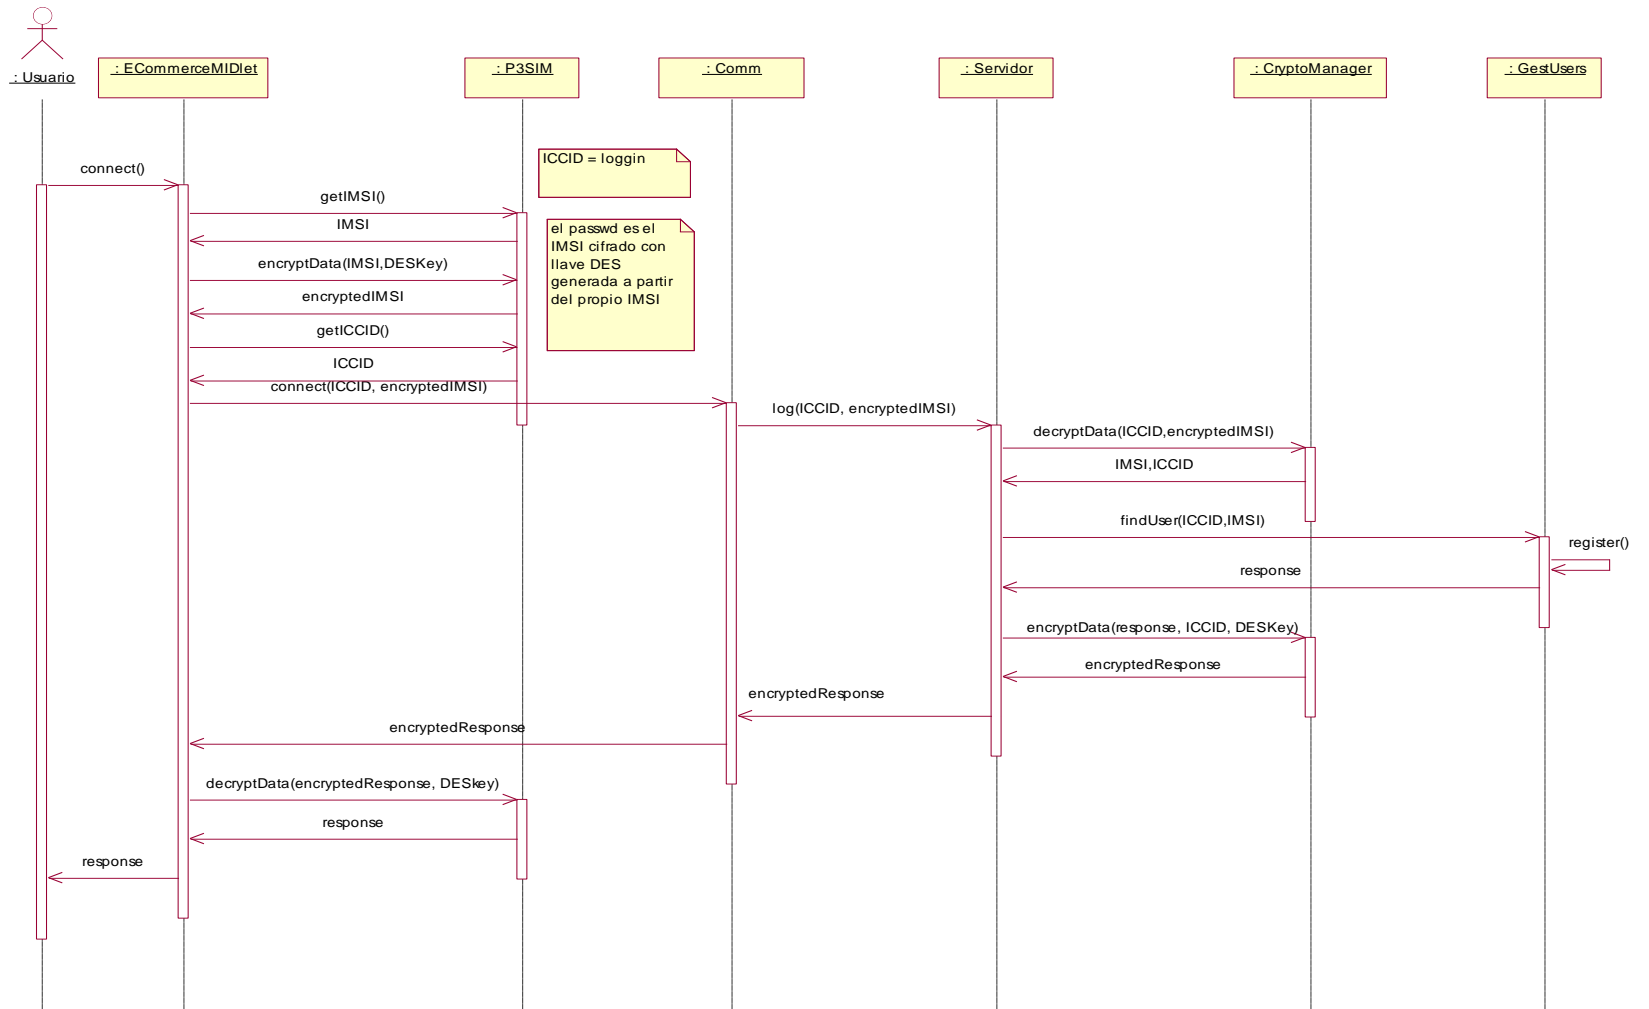 : Usuario
: ECommerceMIDlet
: P3SIM
: Comm
: Servidor
: CryptoManager
: GestUsers
ICCID = loggin
connect()
getIMSI()
IMSI
el passwd es el
IMSI cifrado con
llave DES
generada a partir
del propio IMSI
encryptData(IMSI,DESKey)
encryptedIMSI
getICCID()
ICCID
connect(ICCID, encryptedIMSI)
log(ICCID, encryptedIMSI)
decryptData(ICCID,encryptedIMSI)
IMSI,ICCID
findUser(ICCID,IMSI)
register()
response
encryptData(response, ICCID, DESKey)
encryptedResponse
encryptedResponse
encryptedResponse
decryptData(encryptedResponse, DESkey)
response
response